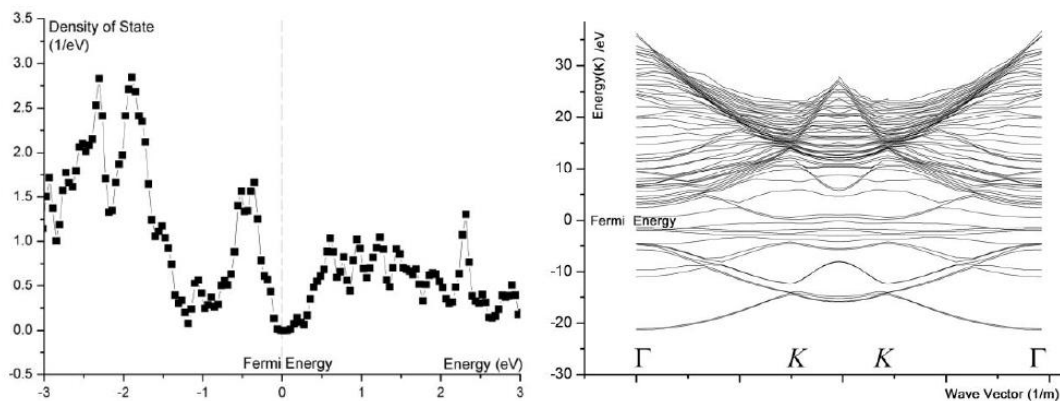 3.5
Density of State
(1/eV)
3.0
2.5
2.0
1.5
1.0
0.5
0.0
Fermi Energy
Energy (eV)
-0.5
-3
-2
-1
0
1
2
3
Energy(K) /eV
30
20
10
0
Fermi Energy
-10
-20
-30
Γ
K
K
Γ
Wave Vector (1/m)